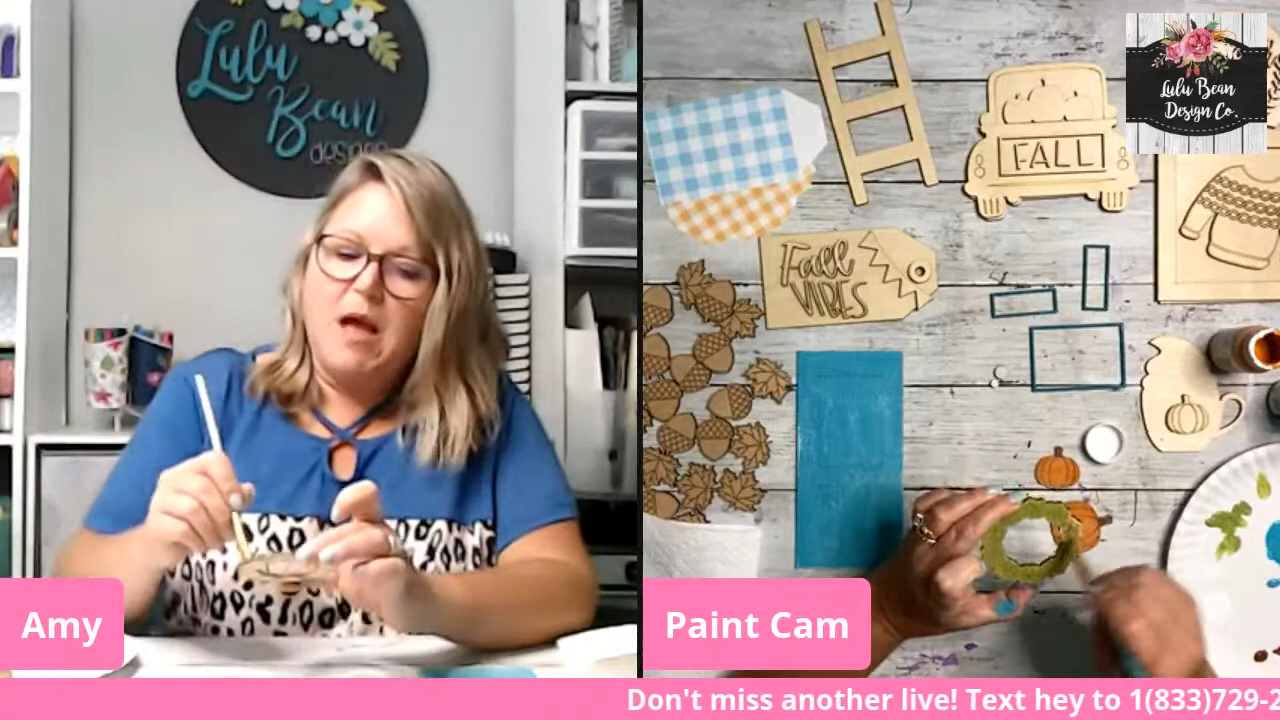 Lulu
Bean
designs
FALL
Lulu Bean
Design Co.
Fall
VIBES
Amy
Paint Cam
Don't miss another live! Text hey to 1(833)729-2